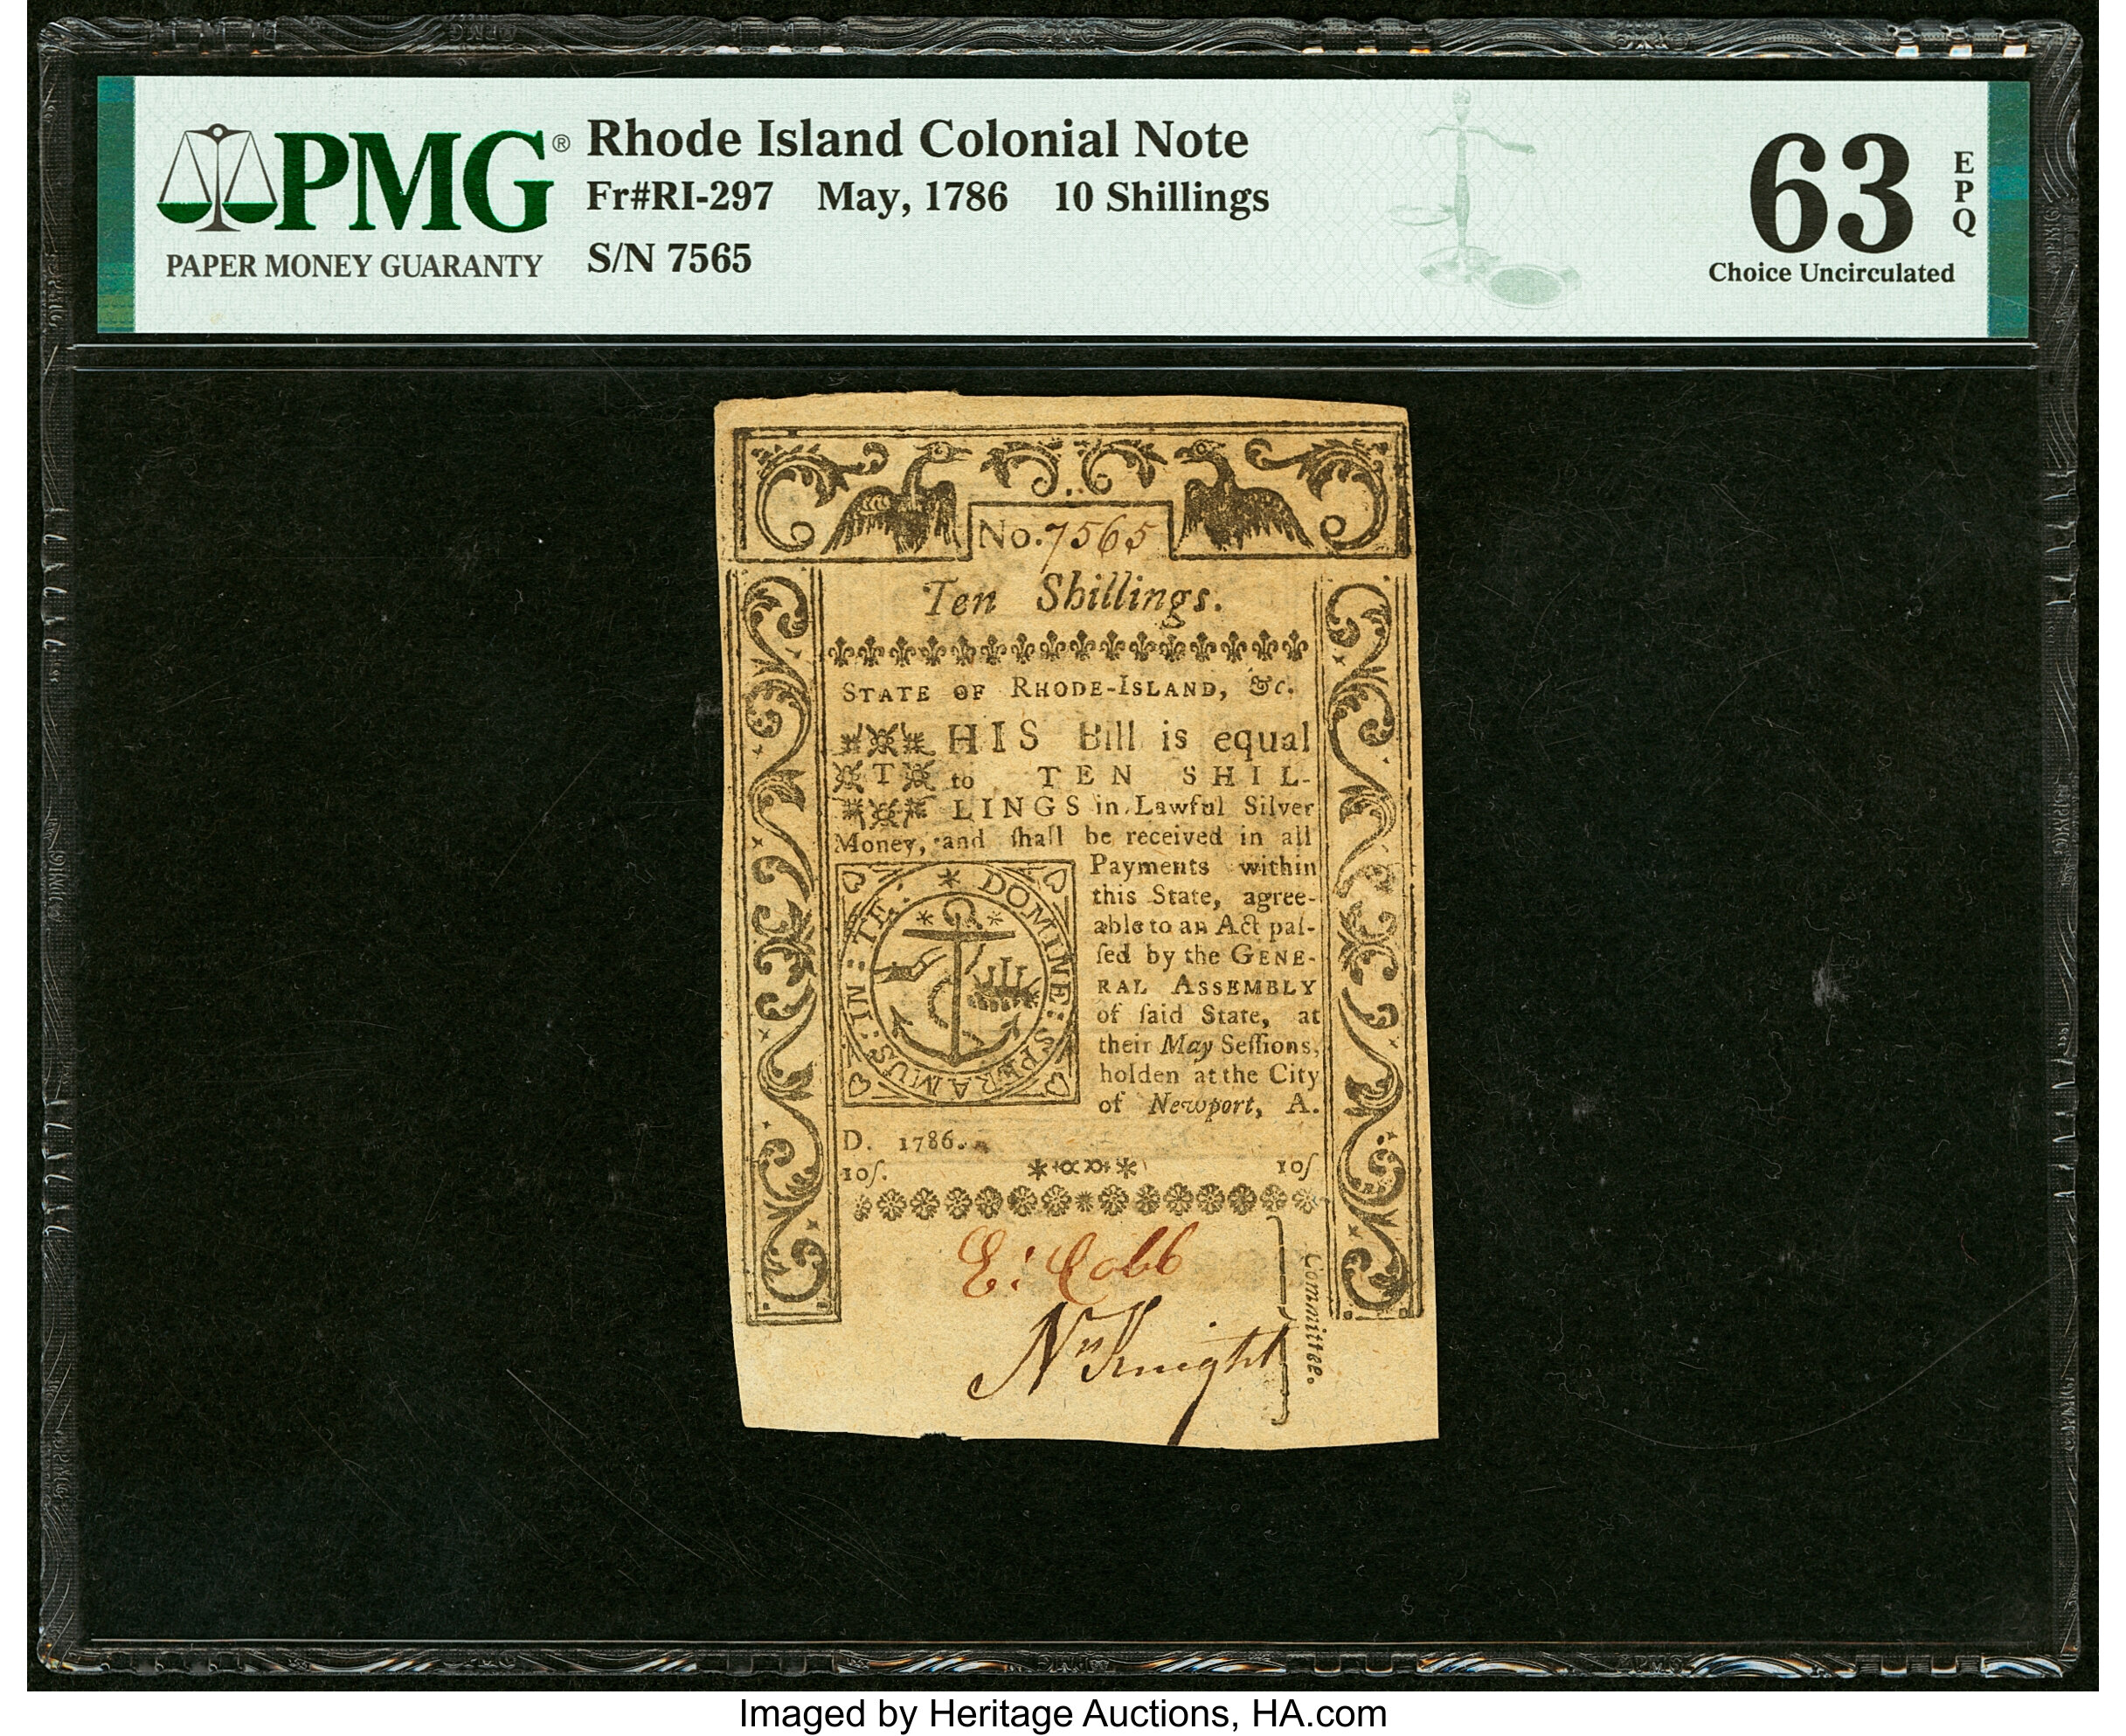 PMG®
PAPER MONEY GUARANTY
Rhode Island Colonial Note
Fr#RI-297 May, 1786 10 Shillings
S/N 7565
63
EPQ
Choice Uncirculated
No. 7565
Ten Shillings.
STATE OF RHODE-ISLAND, &c.
THIS Bill is equal
to TEN SHIL-
LINGS in Lawful Silver
Money, and ſhall be received in all
Payments within
this State, agree-
able to an Act paſ-
ſed by the GENE-
RAL ASSEMBLY
of ſaid State, at
their May Seſſions,
holden at the City
of Newport, A.
D. 1786.
IN : TE : DOMINE : SPERAMUS :
10ſ. 10ſ
E: Cobb
Nn Knight
Committee.
Imaged by Heritage Auctions, HA.com